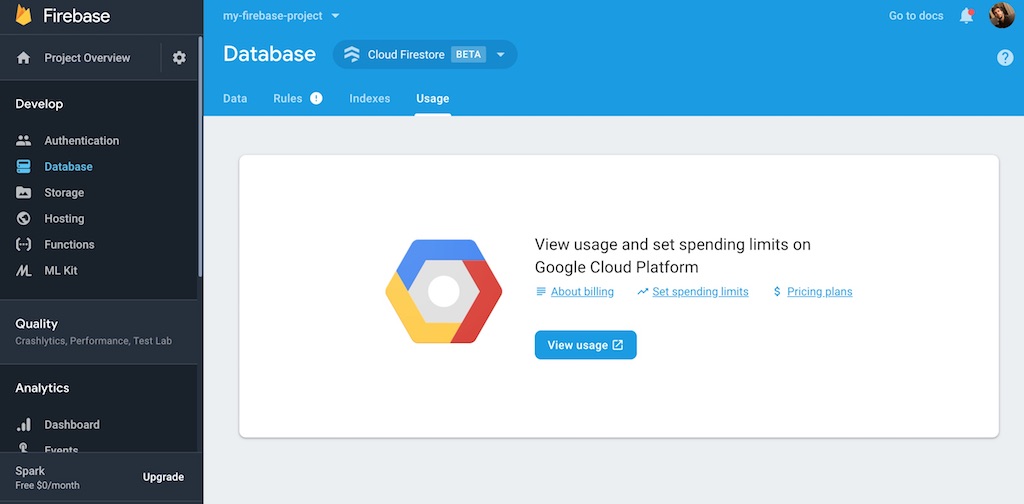 Firebase
my-firebase-project
Go to docs
Project Overview
Database
Cloud Firestore BETA
Data Rules Indexes Usage
Develop
Authentication
Database
Storage
Hosting
Functions
ML Kit
Quality
Crashlytics, Performance, Test Lab
Analytics
Dashboard
Events
Spark
Free $0/month
Upgrade
View usage and set spending limits on
Google Cloud Platform
About billing Set spending limits Pricing plans
View usage